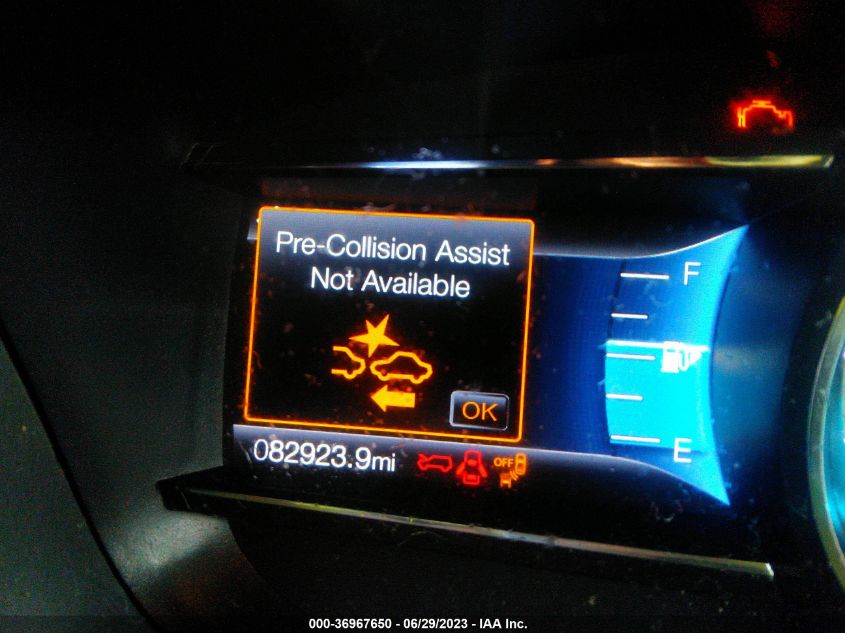 Pre-Collision Assist
Not Available
F
OK
E
082923.9mi
OFF
000-36967650 - 06/29/2023 - IAA Inc.